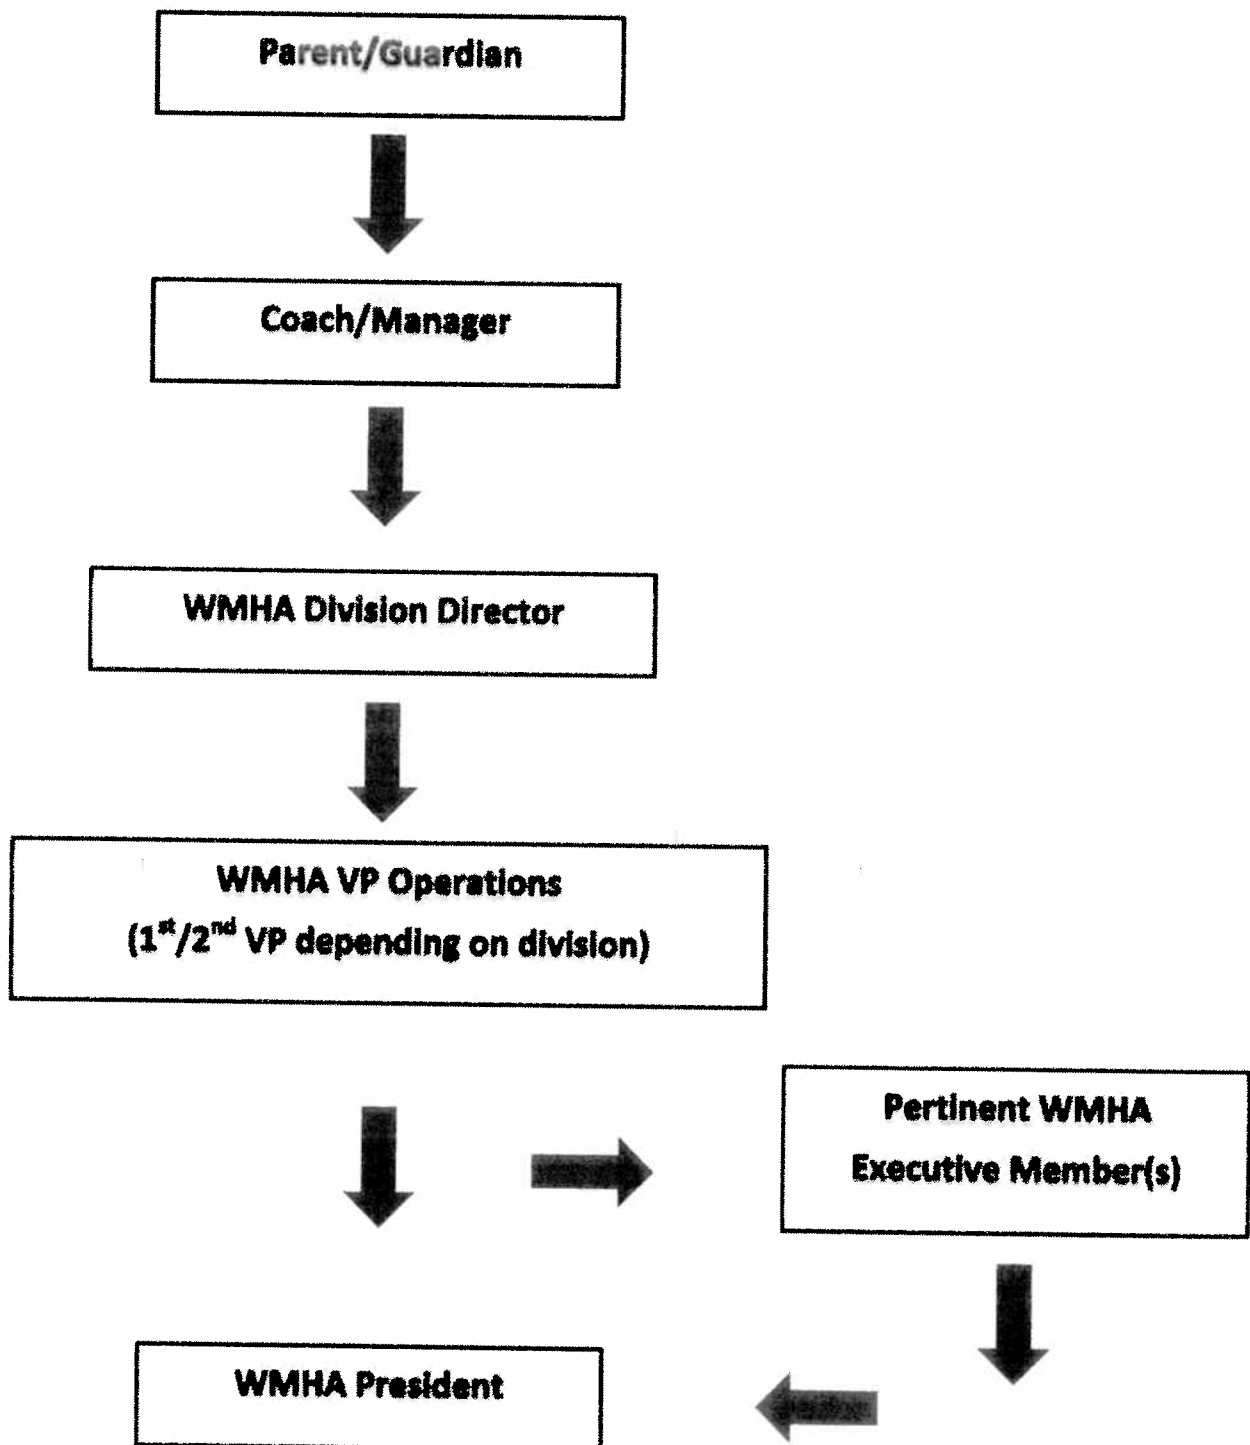 Parent/Guardian
Coach/Manager
WMHA Division Director
WMHA VP Operations
(1st/2nd VP depending on division)
Pertinent WMHA
Executive Member(s)
WMHA President